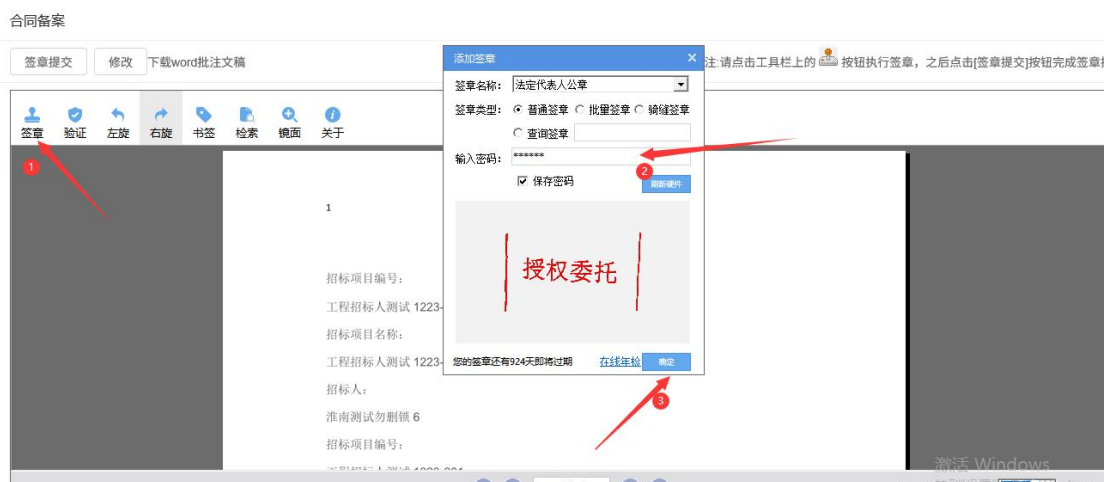 合同备案
签章提交 修改 下载word批注文稿
注:请点击工具栏上的 按钮执行签章，之后点击[签章提交]按钮完成签章
签章 验证 左旋 右旋 书签 检索 镜面 关于
1
添加签章
签章名称： 法定代表人公章
签章类型： 普通签章 批量签章 骑缝签章
查询签章
输入密码： ******
2
保存密码
刷新硬件
授权委托
您的签章还有924天即将过期 在线年检 确定
3
1
招标项目编号：
工程招标人测试 1223-
招标项目名称：
工程招标人测试 1223-
招标人：
淮南测试勿删锁 6
招标项目编号：
激活 Windows